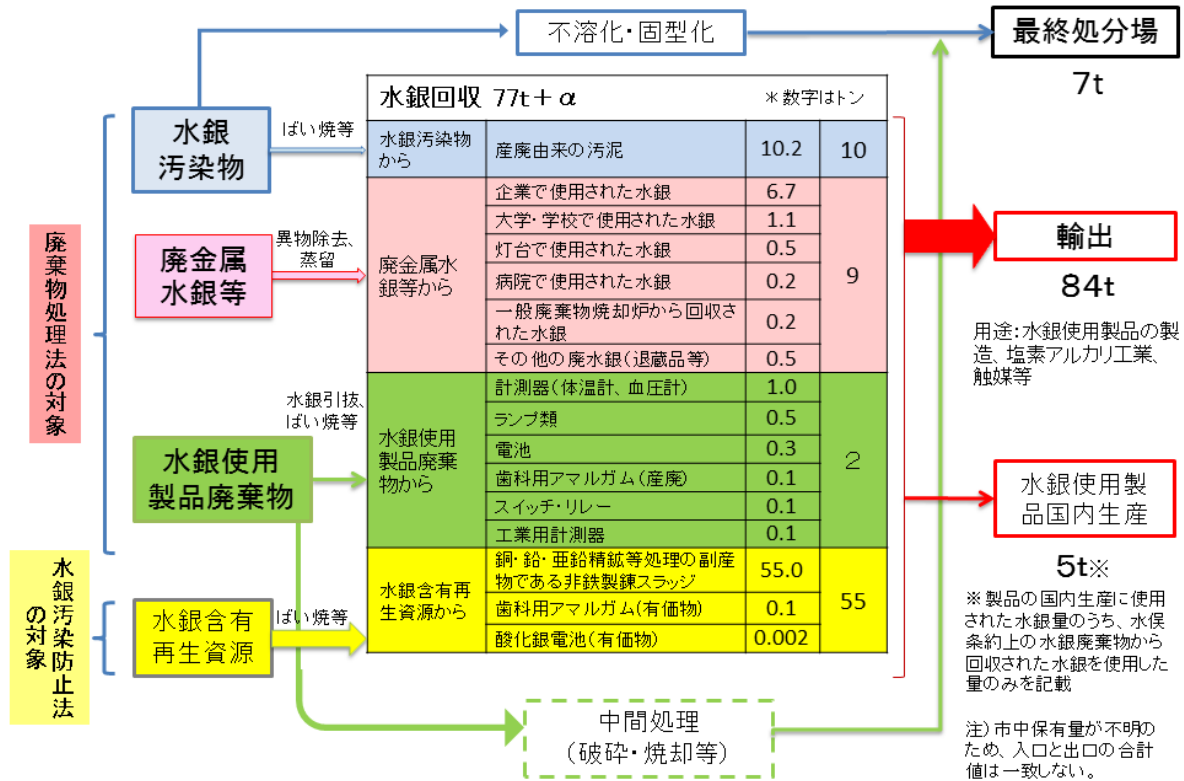 不溶化・固型化
最終処分場
7t
水銀回収 77t+α
*数字はトン
水銀
汚染物
ばい焼等
水銀汚染物
から
産廃由来の汚泥
10.2
10
廃棄物処理法の対象
廃金属
水銀等
異物除去、
蒸留
廃金属水
銀等から
企業で使用された水銀
6.7
大学・学校で使用された水銀
1.1
灯台で使用された水銀
0.5
病院で使用された水銀
0.2
一般廃棄物焼却炉から回収さ
れた水銀
0.2
その他の廃水銀(退蔵品等)
0.5
9
輸出
84t
用途:水銀使用製品の製
造、塩素アルカリ工業、
触媒等
水銀使用
製品廃棄物
水銀引抜、
ばい焼等
水銀使用
製品廃棄
物から
計測器(体温計、血圧計)
1.0
ランプ類
0.5
電池
0.3
歯科用アマルガム(産廃)
0.1
スイッチ・リレー
0.1
工業用計測器
0.1
2
水銀使用製
品国内生産
5t※
※製品の国内生産に使用
された水銀量のうち、水俣
条約上の水銀廃棄物から
回収された水銀を使用した
量のみを記載
水銀汚染防止法
の対象
水銀含有
再生資源
ばい焼等
水銀含有再
生資源から
銅・鉛・亜鉛精鉱等処理の副産
物である非鉄製錬スラッジ
55.0
歯科用アマルガム(有価物)
0.1
酸化銀電池(有価物)
0.002
55
中間処理
(破砕・焼却等)
注)市中保有量が不明の
ため、入口と出口の合計
値は一致しない。